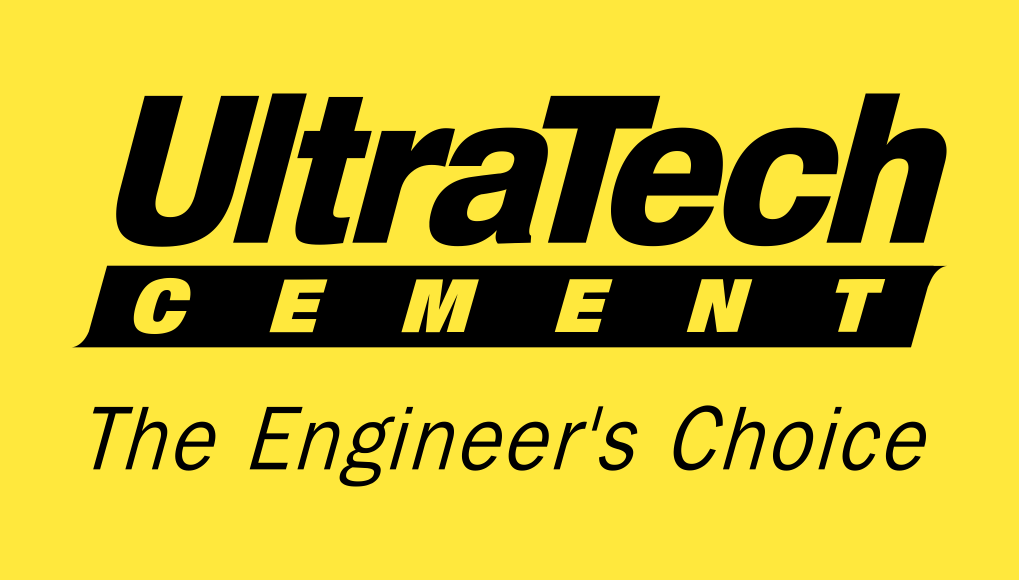 UltraTech
CEMENT
The Engineer's Choice